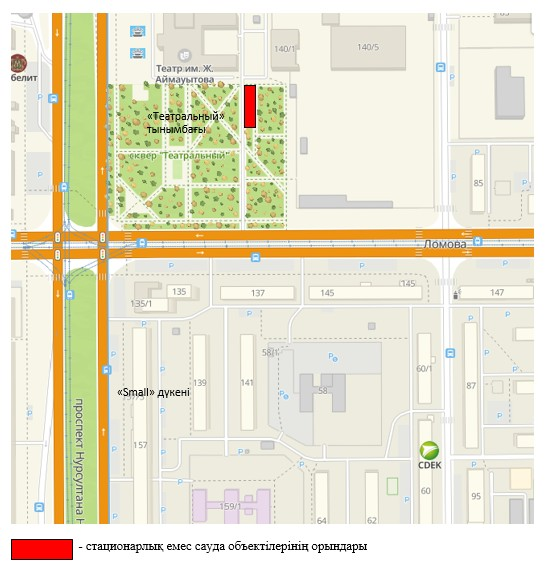 140/1
140/5
белит
Театр им. Ж.
Аймауытова
«Театральный»
тынымбағы
сквер "Театральный"
85
Ломова
135
137
145
145
147
135/1
58/1
139
141
58
60/1
87
«Small» дүкені
157
проспект Нурсултана Н
CDEK
159/1
60
95
64
62
- стационарлық емес сауда объектілерінің орындары